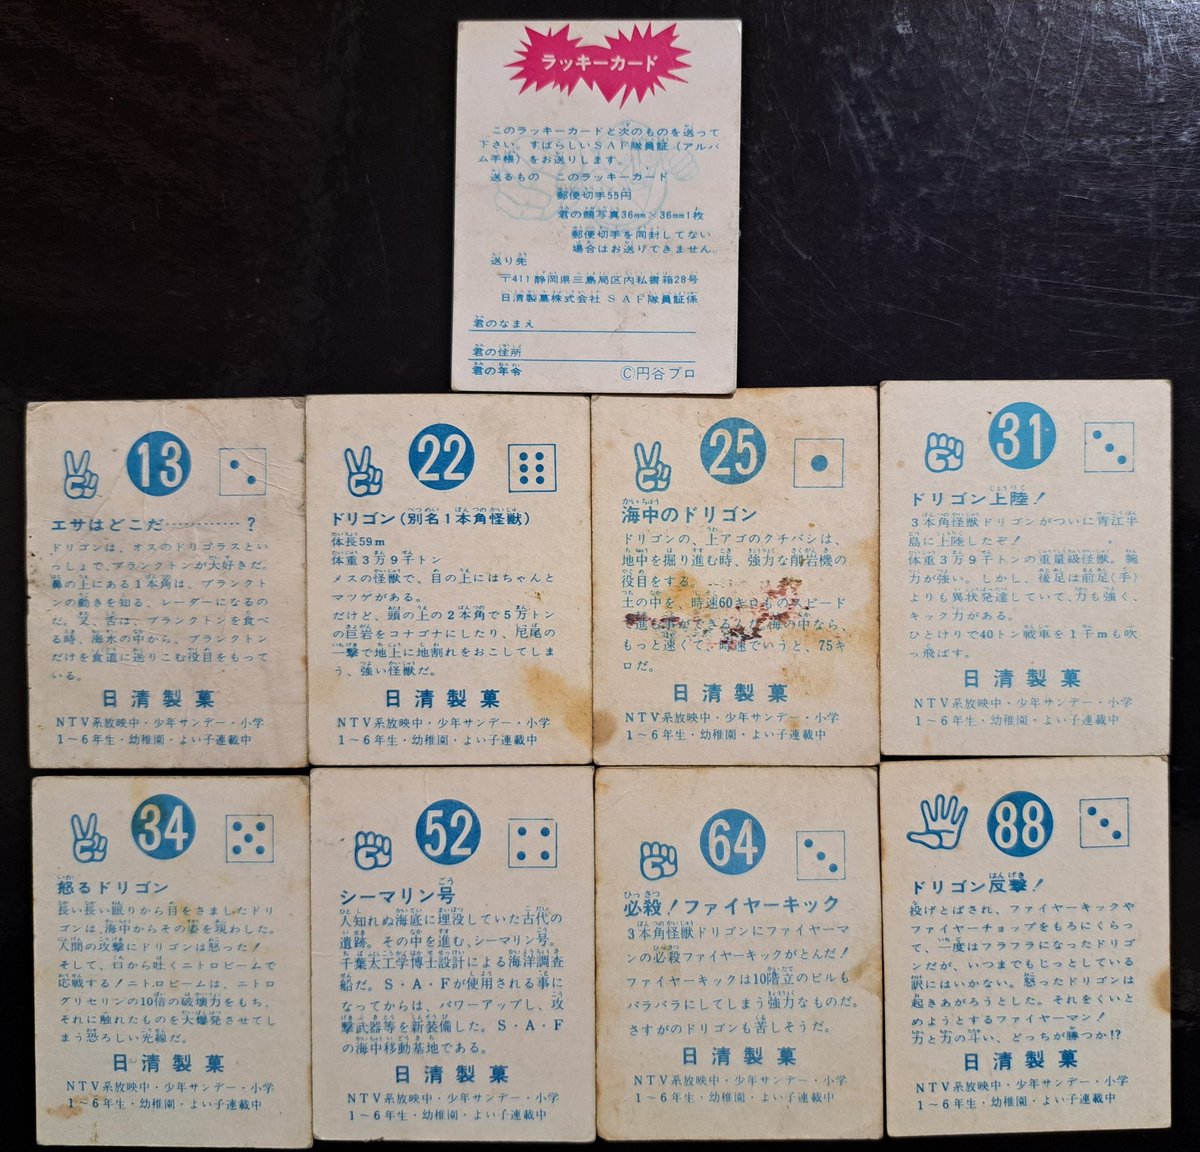 ラッキーカード
このラッキーカードと次のものを送って
下さい。すばらしいSAF隊員証(アルバ
ム手帳)をお送りします。
送るもの このラッキーカード
郵便切手55円
君の顔写真36mm×36mm1枚
郵便切手を同封してない
場合はお送りできません。
送り先
〒411静岡県三島局区内私書箱28号
日清製菓株式会社 SAF隊員証係
君のなまえ
君の住所
君の年令
©円谷プロ
13
エサはどこだ…………?
ドリゴンは、オスのドリゴラスとい
っしょで、プランクトンが大好きだ。
鼻の上にある1本角は、プランクト
ンの動きを知る、レーダーになるの
だ。又、舌は、プランクトンを食べ
る時、海水の中から、プランクトン
だけを食道に送りこむ役目をもって
いる。
日清製菓
NTV系放映中・少年サンデー・小学
1~6年生・幼稚園・よい子連載中
22
ドリゴン(別名1本角怪獣)
体長59m
体重3万9千トン
メスの怪獣で、目の上にはちゃんと
マツゲがある。
だけど、頭の上の2本角で5万トン
の巨岩をコナゴナにしたり、尾尾の
一撃で地上に地割れをおこしてしま
う、強い怪獣だ。
日清製菓
NTV系放映中・少年サンデー・小学
1~6年生・幼稚園・よい子連載中
25
海中のドリゴン
ドリゴンの、上アゴのクチバシは、
地中を掘り進む時、強力な削岩機の
役目をする。
土の中を、時速60キロものスピード
で進む事ができるんだ。海の中なら
もっと速くて、時速でいうと、75キ
ロだ。
日清製菓
NTV系放映中・少年サンデー・小学
1~6年生・幼稚園・よい子連載中
31
ドリゴン上陸!
3本角怪獣ドリゴンがついに青江半
島に上陸したぞ!
体重3万9千トンの重量級怪獣。腕
力が強い。しかし、後足は前足(手)
よりも異状発達していて、力も強く、
キック力がある。
ひとけりで40トン戦車を1千mも吹
っ飛ばす。
日清製菓
NTV系放映中・少年サンデー・小学
1~6年生・幼稚園・よい子連載中
34
怒るドリゴン
長い長い眠りから目をさましたドリ
ゴンは、海中からその姿を現わした。
人間の攻撃にドリゴンは怒った!
そして、口から吐くニトロビームで
応戦する!ニトロビームは、ニトロ
グリセリンの10倍の破壊力をもち、
それに触れたものを大爆発させてし
まう恐ろしい光線だ。
日清製菓
NTV系放映中・少年サンデー・小学
1~6年生・幼稚園・よい子連載中
52
シーマリン号
人知れぬ海底に埋没していた古代の
遺跡。その中を進む、シーマリン号。
千葉太工学博士設計による海洋調査
船だ。S・A・Fが使用される事に
なってからは、パワーアップし、攻
撃武器等を新装備した。S・A・F
の海中移動基地である。
日清製菓
NTV系放映中・少年サンデー・小学
1~6年生・幼稚園・よい子連載中
64
必殺!ファイヤーキック
3本角怪獣ドリゴンにファイヤーマ
ンの必殺ファイヤーキックがとんだ!
ファイヤーキックは10階立のビルも
バラバラにしてしまう強力なものだ。
さすがのドリゴンも苦しそうだ。
日清製菓
NTV系放映中・少年サンデー・小学
1~6年生・幼稚園・よい子連載中
88
ドリゴン反撃!
投げとばされ、ファイヤーキックや
ファイヤーチョップをもろにくらっ
て、一度はフラフラになったドリゴ
ンだが、いつまでもじっとしている
訳にはいかない。怒ったドリゴンは
起きあがろうとした。それをくいと
めようとするファイヤーマン!
力と力の斗い、どっちが勝つか!?
日清製菓
NTV系放映中・少年サンデー・小学
1~6年生・幼稚園・よい子連載中